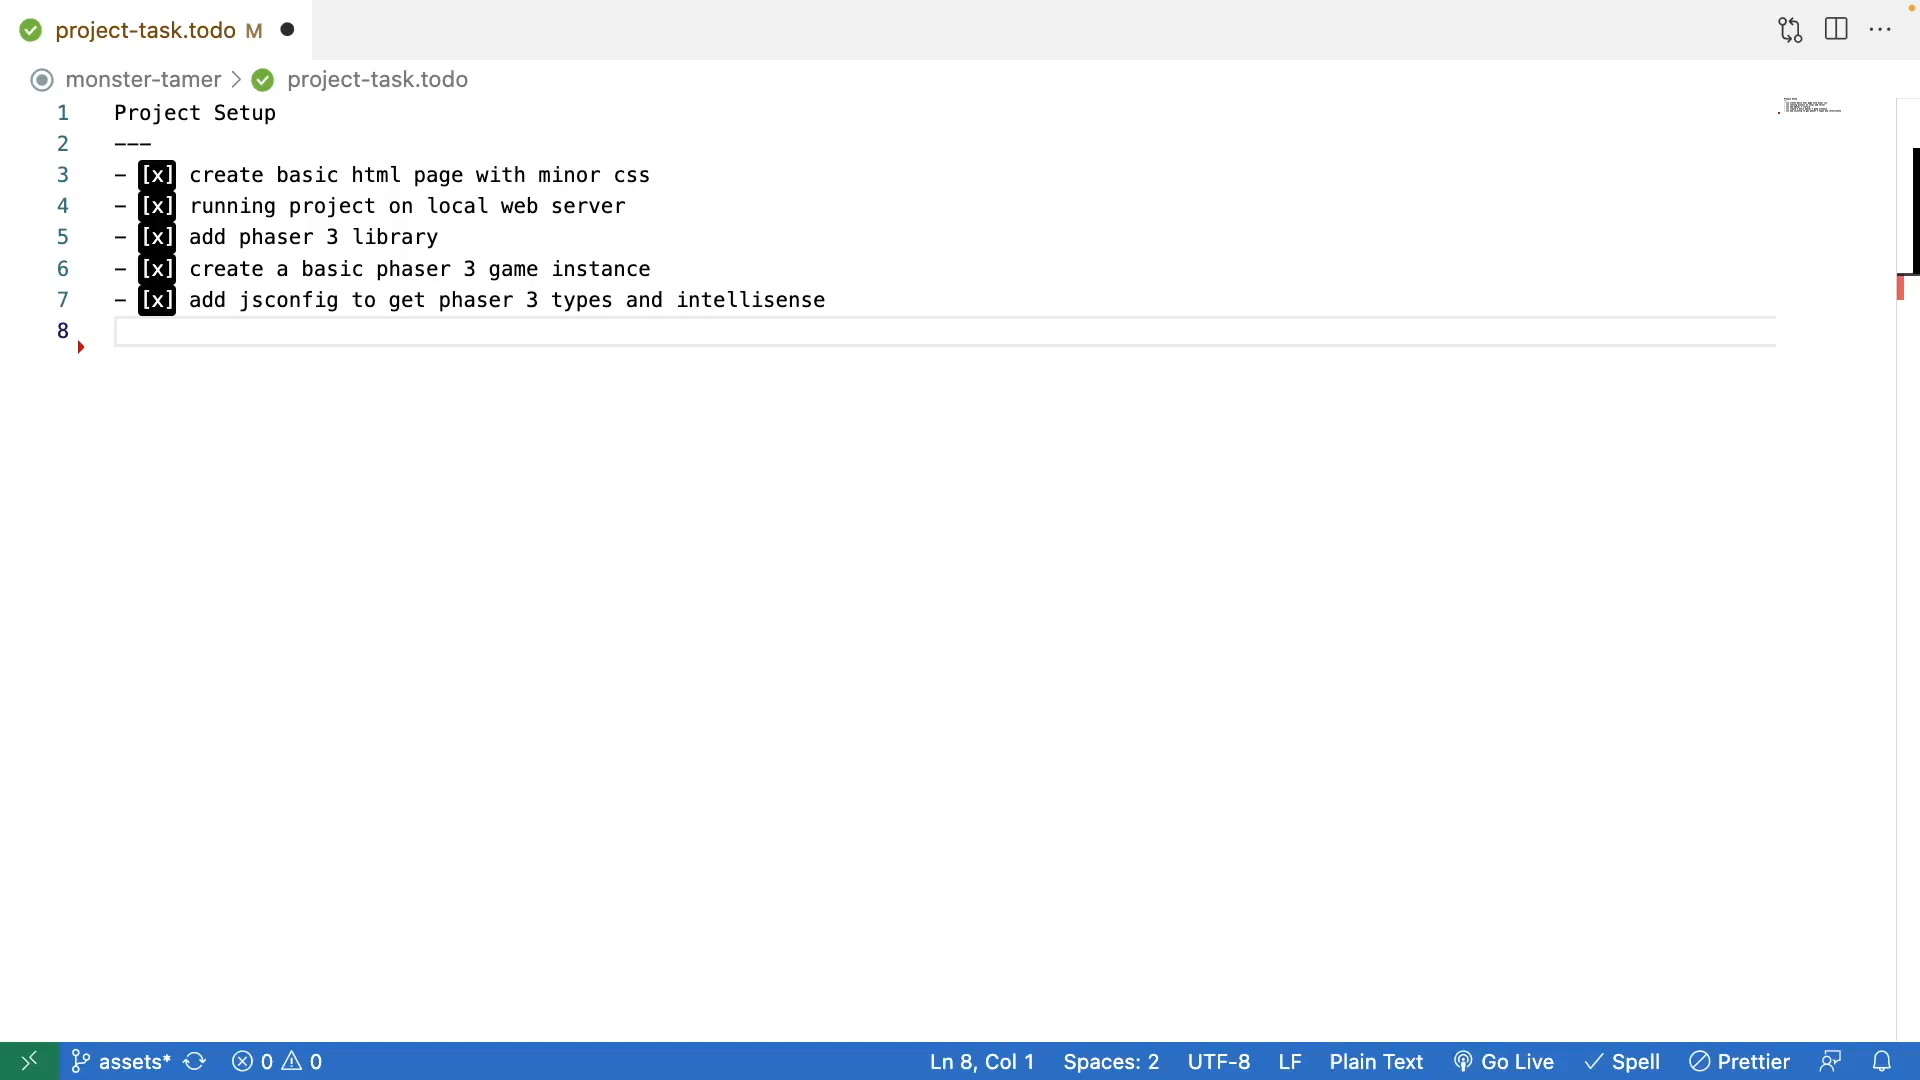 project-task.todo M
monster-tamer > project-task.todo
1 Project Setup
2 ---
3 - [x] create basic html page with minor css
4 - [x] running project on local web server
5 - [x] add phaser 3 library
6 - [x] create a basic phaser 3 game instance
7 - [x] add jsconfig to get phaser 3 types and intellisense
8
assets* 0 0 Ln 8, Col 1 Spaces: 2 UTF-8 LF Plain Text Go Live Spell Prettier